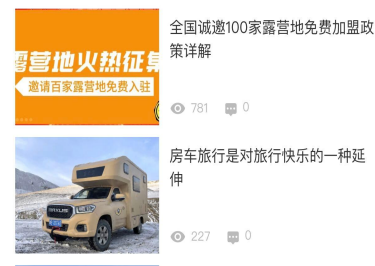 露营地火热征集
邀请百家露营地免费入驻
全国诚邀100家露营地免费加盟政
策详解
781
0
MAXUS
房车旅行是对旅行快乐的一种延
伸
227
0